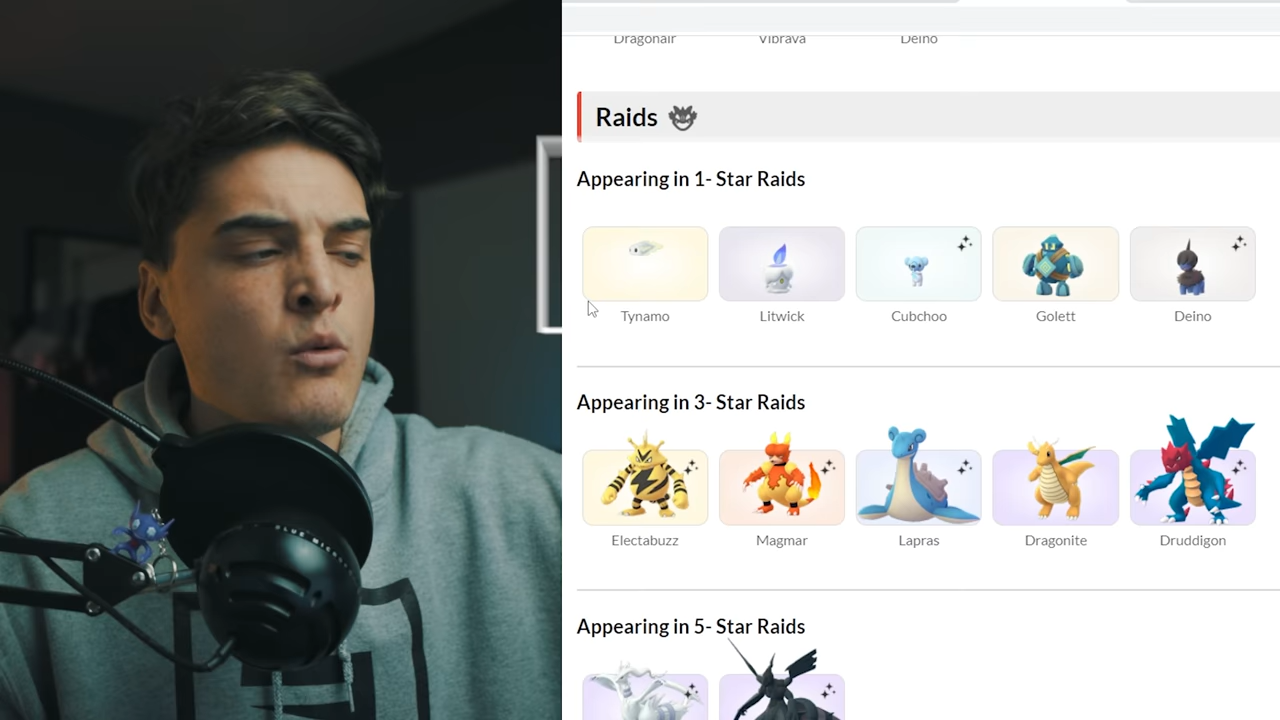 Dragonair Vibrava Deino
Raids
Appearing in 1- Star Raids
Tynamo Litwick Cubchoo Golett Deino
Appearing in 3- Star Raids
Electabuzz Magmar Lapras Dragonite Druddigon
Appearing in 5- Star Raids